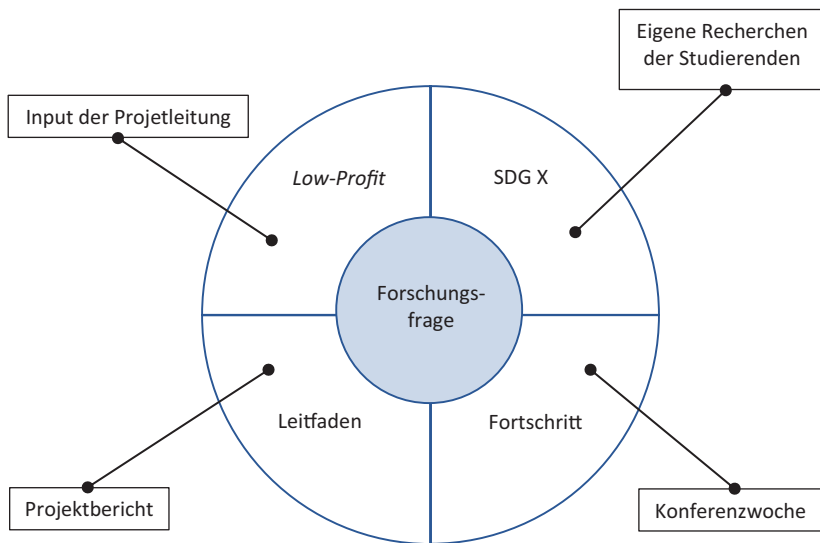 Eigene Recherchen
der Studierenden
Input der Projetleitung
Low-Profit
SDG X
Forschungs-
frage
Leitfaden
Fortschritt
Projektbericht
Konferenzwoche